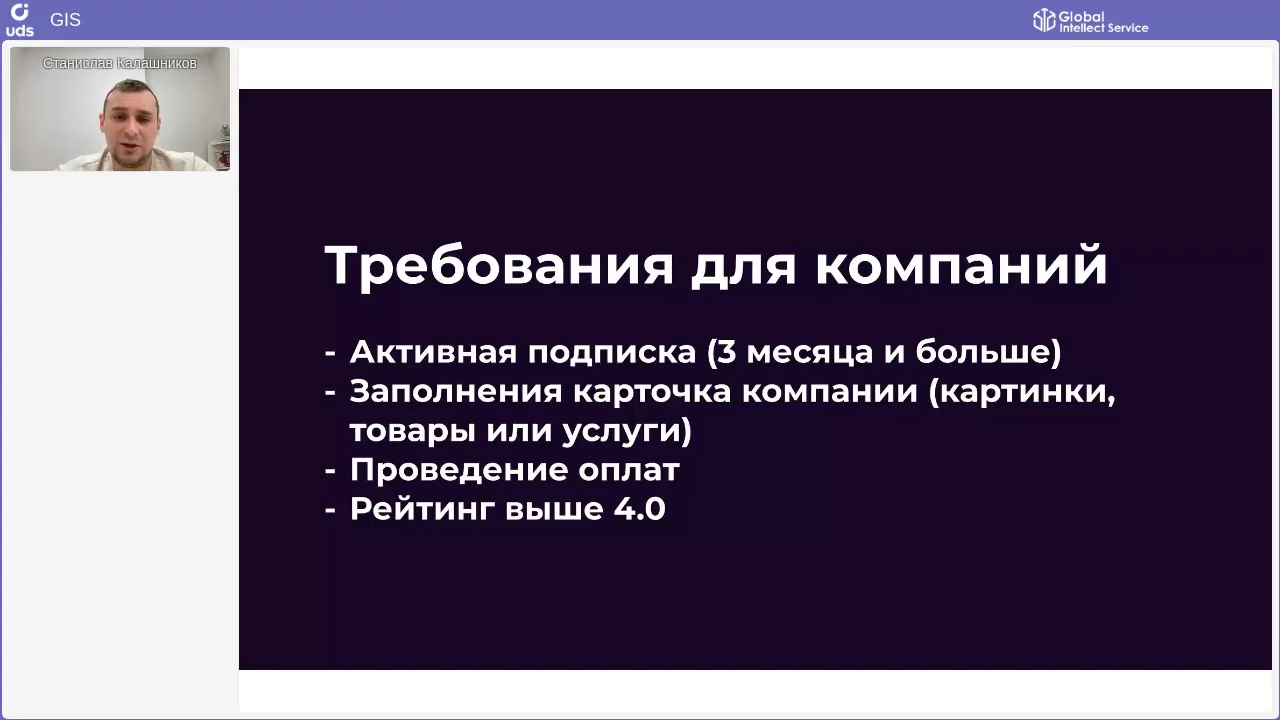 uds
GIS
Global
Intellect Service
Станислав Калашников
Требования для компаний
- Активная подписка (3 месяца и больше)
- Заполнения карточка компании (картинки,
товары или услуги)
- Проведение оплат
- Рейтинг выше 4.0